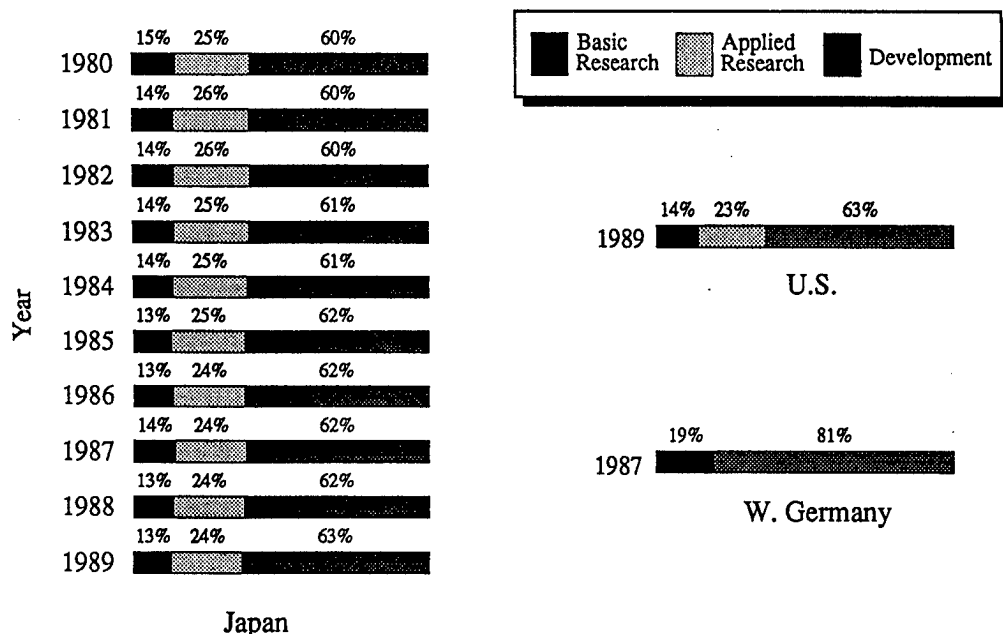 15% 25% 60%
1980
14% 26% 60%
1981
14% 26% 60%
1982
14% 25% 61%
1983
14% 25% 61%
1984
13% 25% 62%
1985
13% 24% 62%
1986
14% 24% 62%
1987
13% 24% 62%
1988
13% 24% 63%
1989
Year
Japan
Basic Research
Applied Research
Development
14% 23% 63%
1989
U.S.
19% 81%
1987
W. Germany